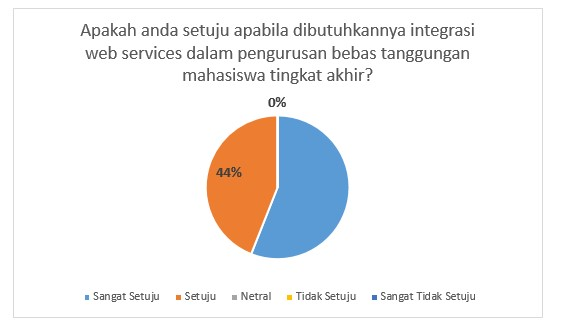 Apakah anda setuju apabila dibutuhkannya integrasi
web services dalam pengurusan bebas tanggungan
mahasiswa tingkat akhir?
0%
44%
Sangat Setuju Setuju Netral Tidak Setuju Sangat Tidak Setuju